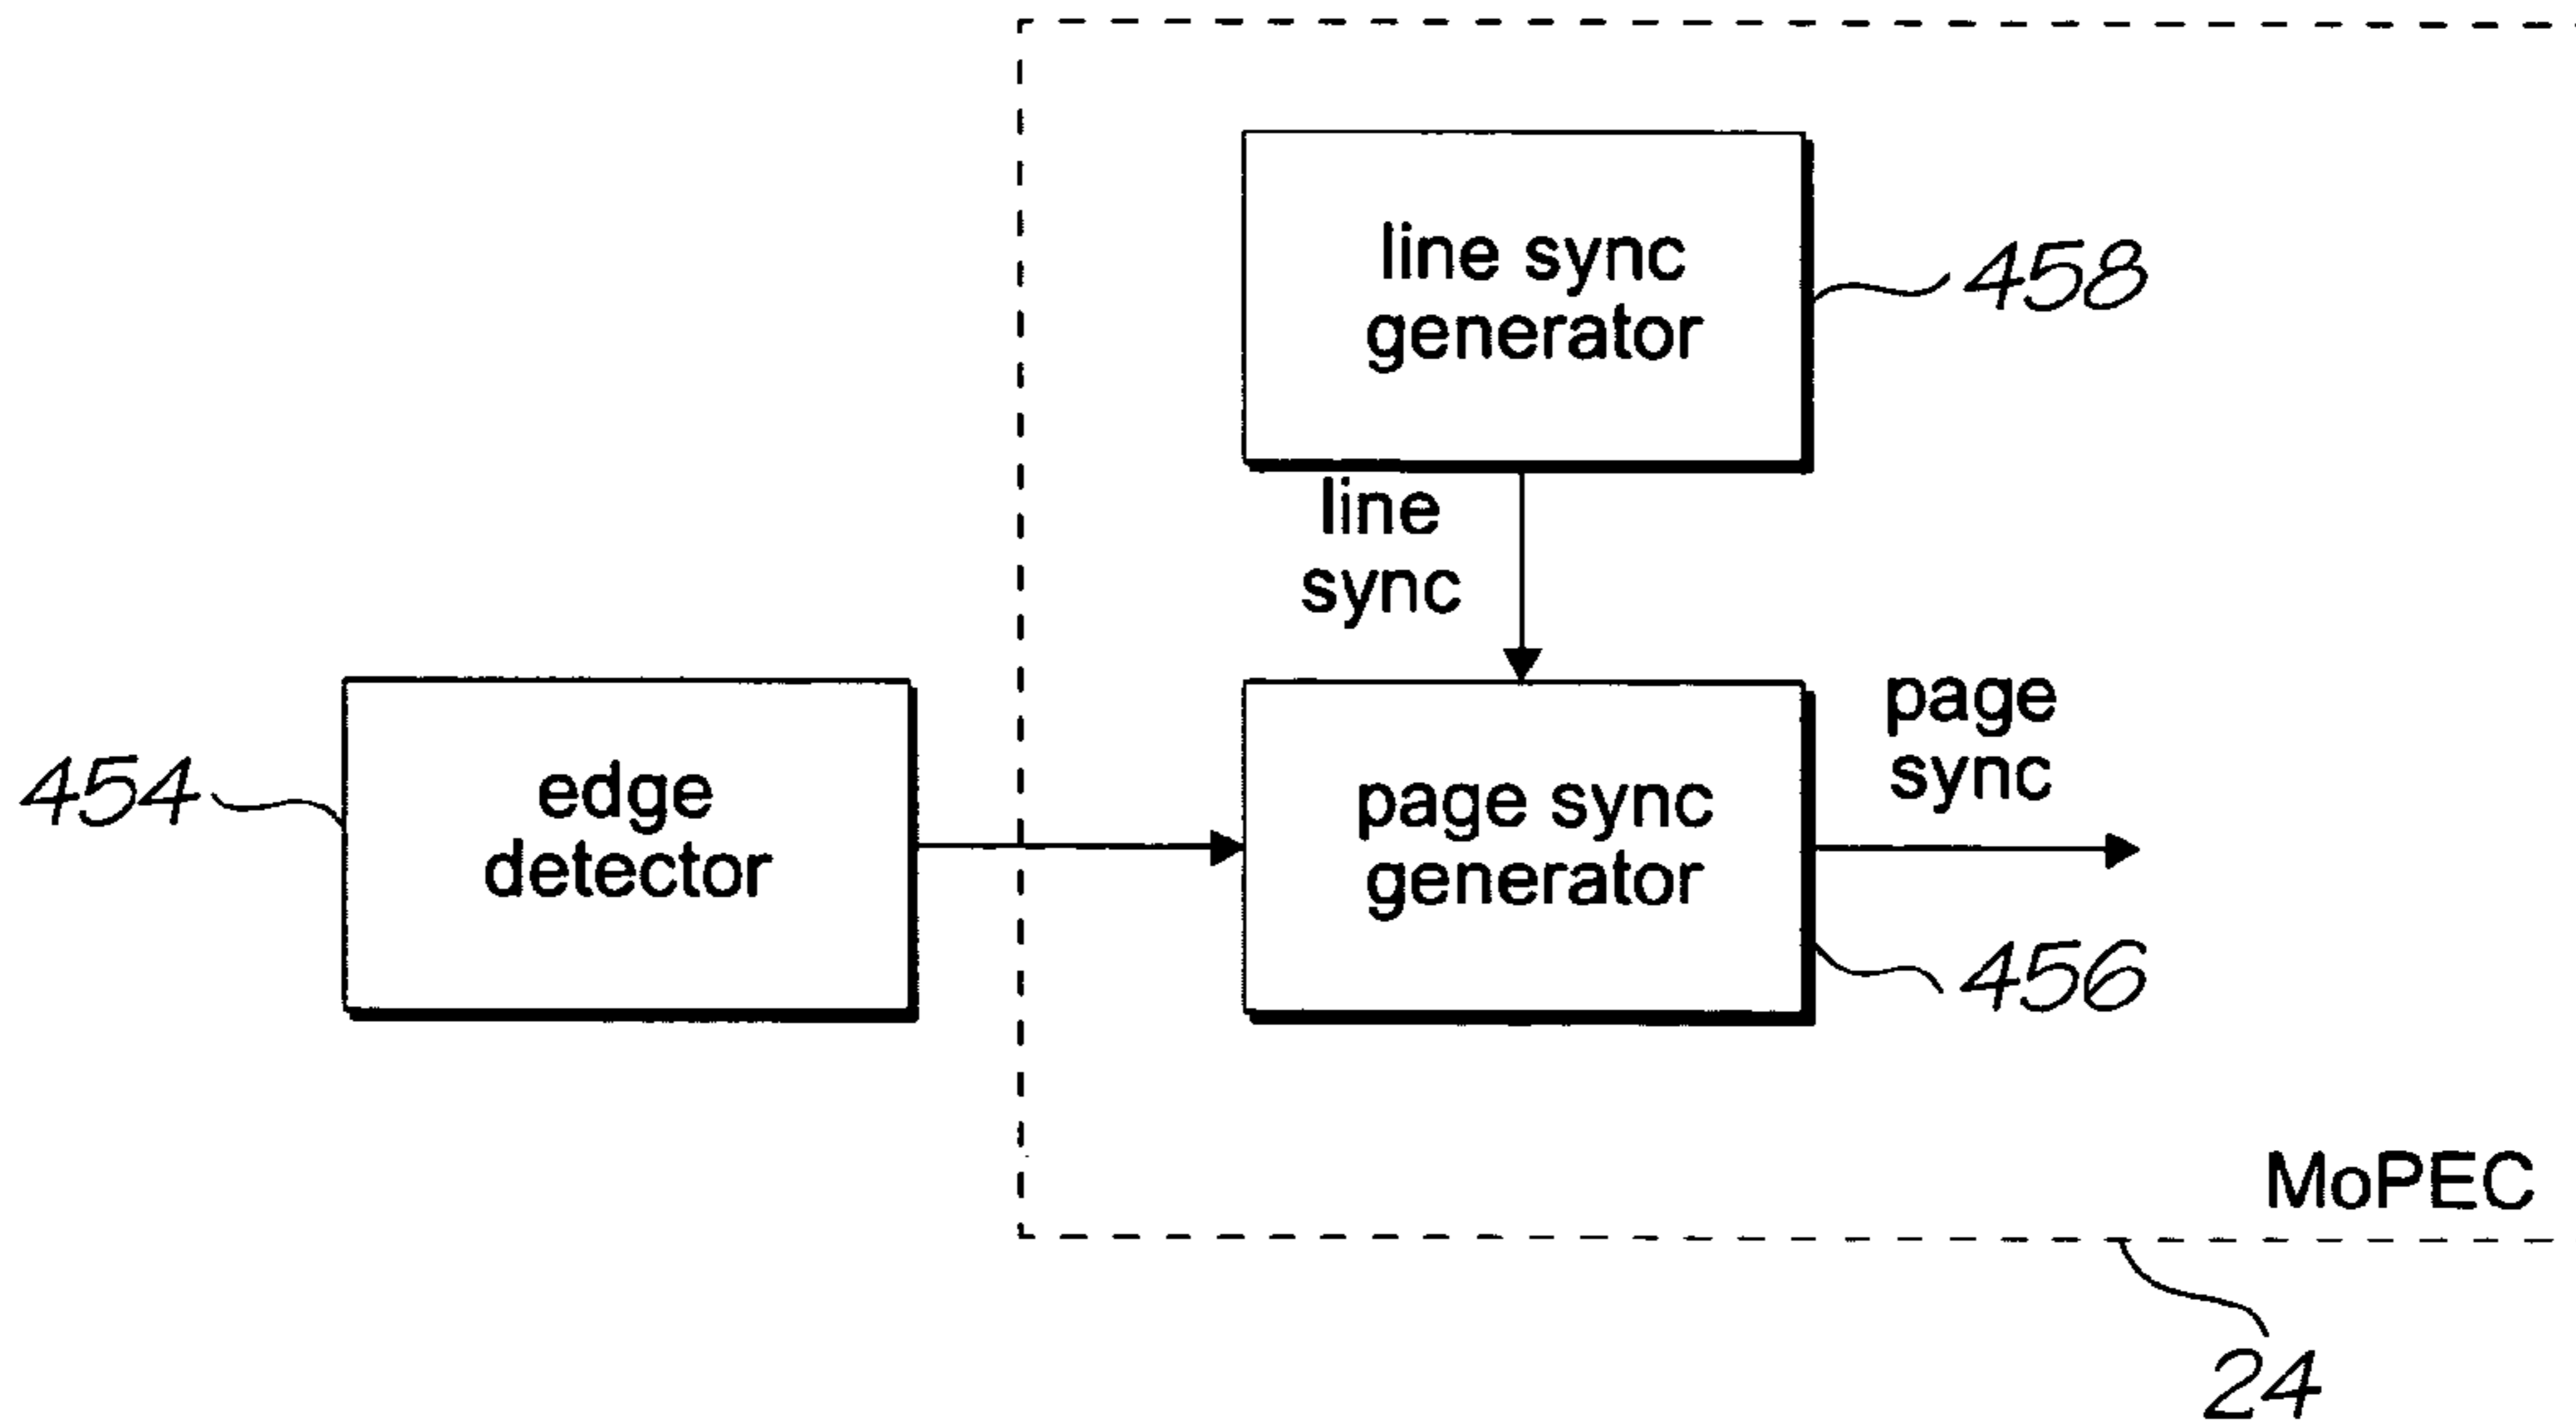 line sync
generator
458
line
sync
454
edge
detector
page sync
generator
page
sync
456
MoPEC
24